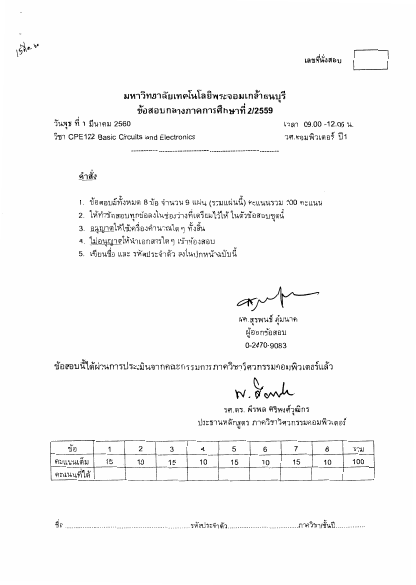 เลขที่นั่งสอบ
มหาวิทยาลัยเทคโนโลยีพระจอมเกล้าธนบุรี
ข้อสอบกลางภาคการศึกษาที่ 2/2559
วันพุธ ที่ 1 มีนาคม 2560 เวลา 09.00 -12.00 น.
วิชา CPE122 Basic Circuits and Electronics วศ.คอมพิวเตอร์ ปี1
คำสั่ง
1. ข้อสอบมีทั้งหมด 8 ข้อ จำนวน 9 แผ่น (รวมแผ่นนี้) คะแนนรวม 100 คะแนน
2. ให้ทำข้อสอบทุกข้อลงในช่องว่างที่เตรียมไว้ให้ ในตัวข้อสอบชุดนี้
3. อนุญาตให้ใช้เครื่องคำนวณใดๆ ทั้งสิ้น
4. ไม่อนุญาตให้นำเอกสารใดๆ เข้าห้องสอบ
5. เขียนชื่อ และ รหัสประจำตัว ลงในปกหน้าฉบับนี้
ผศ.สุรพนธ์ ตุ้มนาค
ผู้ออกข้อสอบ
0-2470-9083
ข้อสอบนี้ได้ผ่านการประเมินจากคณะกรรมการภาควิชาวิศวกรรมคอมพิวเตอร์แล้ว
รศ.ดร. พีรพล ศิริพงศ์วุฒิกร
ประธานหลักสูตร ภาควิชาวิศวกรรมคอมพิวเตอร์
ข้อ 1 2 3 4 5 6 7 8 รวม
คะแนนเต็ม 15 10 15 10 15 10 15 10 100
คะแนนที่ได้
ชื่อ ........ รหัสประจำตัว ........ ภาควิชา/ชั้นปี ........